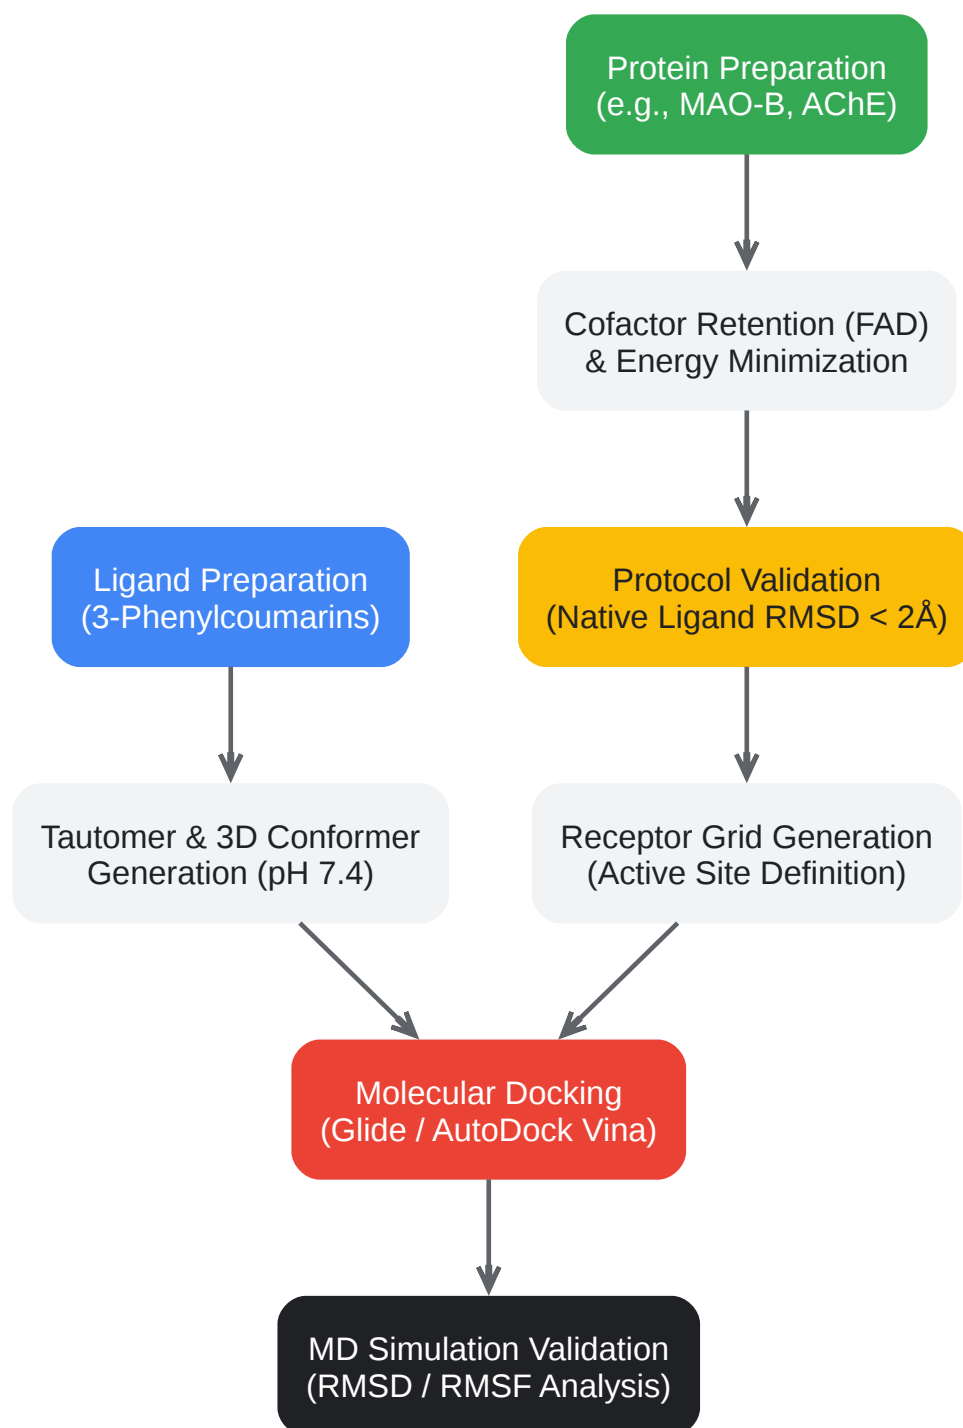 Protein Preparation
(e.g., MAO-B, AChE)
Cofactor Retention (FAD)
& Energy Minimization
Ligand Preparation
(3-Phenylcoumarins)
Protocol Validation
(Native Ligand RMSD < 2Å)
Tautomer & 3D Conformer
Generation (pH 7.4)
Receptor Grid Generation
(Active Site Definition)
Molecular Docking
(Glide / AutoDock Vina)
MD Simulation Validation
(RMSD / RMSF Analysis)